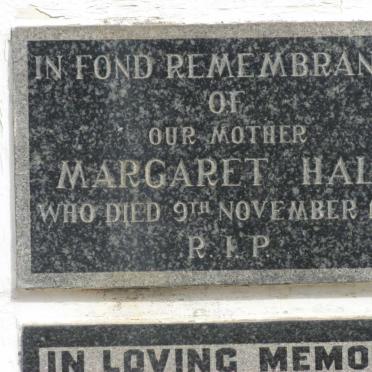 IN FOND REMEMBRAN
OF
OUR MOTHER
MARGARET HAL
WHO DIED 9TH NOVEMBER
R.I.P.
IN LOVING MEMO